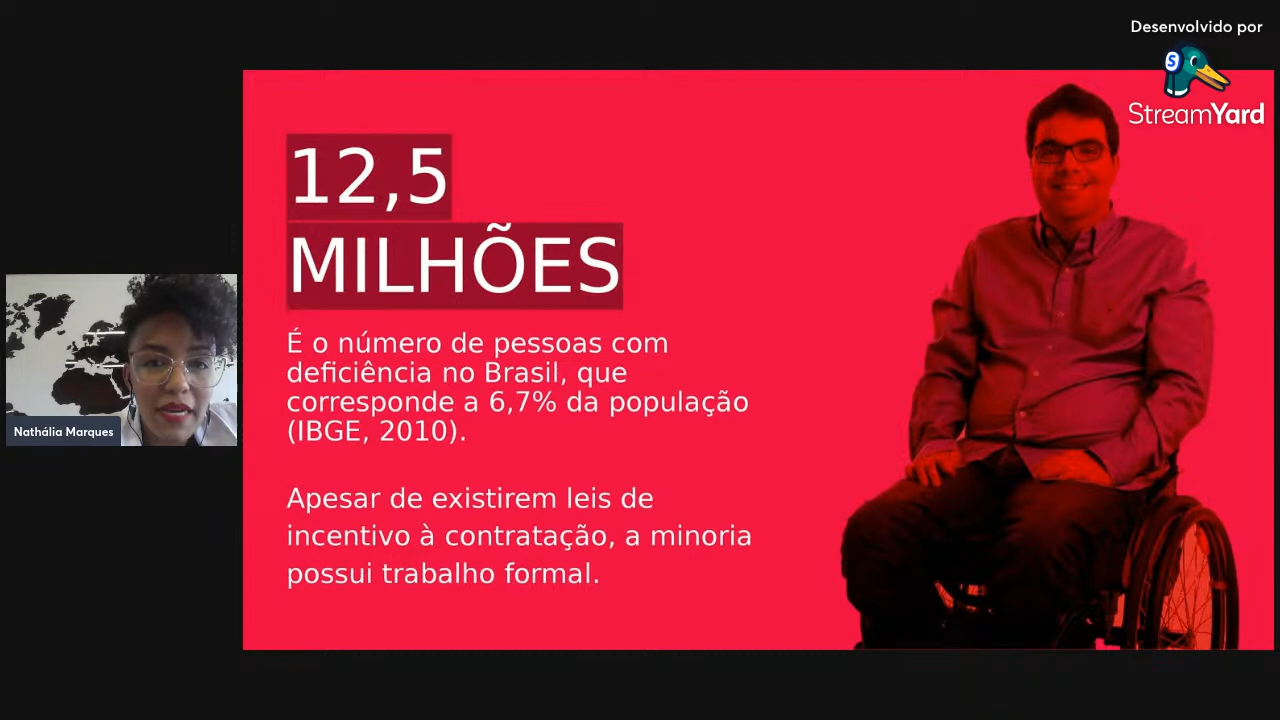 Desenvolvido por
S
StreamYard
12,5
MILHÕES
É o número de pessoas com
deficiência no Brasil, que
corresponde a 6,7% da população
(IBGE, 2010).
Apesar de existirem leis de
incentivo à contratação, a minoria
possui trabalho formal.
Nathália Marques